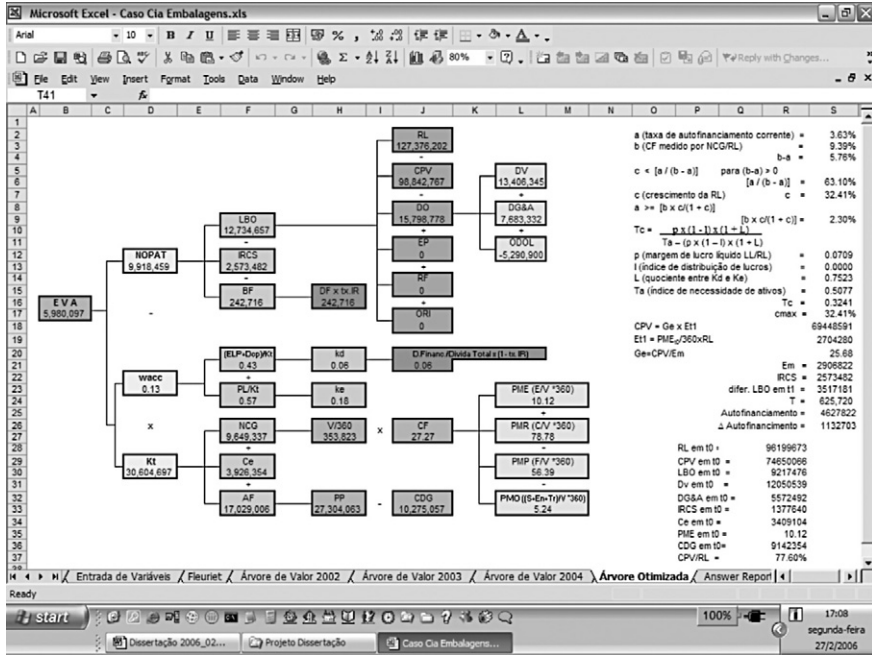 Microsoft Excel - Caso Cia Embalagens.xls
Arial 10 B I U
80% Reply with Changes...
File Edit View Insert Format Tools Data Window Help
T41 fx
A B C D E F G H I J K L M N O P Q R S
RL
127,376,202
-
CPV
98,842,767
-
DO
15,798,778
+
EP
0
+
RF
0
+
ORI
0
DV
13,406,345
+
DG&A
7,683,332
+
ODOL
-5,290,900
LBO
12,734,657
-
IRCS
2,573,482
-
BF
242,716
DF x tx.IR
242,716
NOPAT
9,918,459
E V A
5,980,097
-
wacc
0.13
x
Kt
30,604,697
(ELP+Dop)/Kt
0.43
kd
0.06
D.Financ./Dívida Total x (1 - tx. IR)
0.06
PL/Kt
0.57
ke
0.18
NCG
9,649,337
V/360
353,823
x
CF
27.27
+
Ce
3,926,354
+
AF
17,029,006
PP
27,304,063
-
CDG
10,275,057
PME (E/V *360)
10.12
+
PMR (C/V *360)
78.78
-
PMP (F/V *360)
56.39
-
PMO ((S+En+Tr)/V *360)
5.24
a (taxa de autofinanciamento corrente) = 3.63%
b (CF medido por NCG/RL) = 9.39%
b-a = 5.76%
c < [a / (b - a)] para (b-a) > 0
[a / (b - a)] = 63.10%
c (crescimento da RL) c = 32.41%
a >= [b x c/(1 + c)]
[b x c/(1 + c)] = 2.30%
Tc = p x (1 - l) x (1 + L)
Ta – (p x (1 – l) x (1 + L)
p (margem de lucro líquido LL/RL) = 0.0709
l (índice de distribuição de lucros) = 0.0000
L (quociente entre Kd e Ke) = 0.7523
Ta (índice de necessidade de ativos) = 0.5077
Tc = 0.3241
cmax = 32.41%
CPV = Ge x Et1 69448591
Et1 = PME0/360xRL 2704280
Ge=CPV/Em 25.68
Em = 2906822
IRCS = 2573482
difer. LBO em t1 = 3517181
T = 625,720
Autofinanciamento = 4627822
Δ Autofinancimento = 1132703
RL em t0 = 96199673
CPV em t0 = 74650066
LBO em t0 = 9217476
Dv em t0 = 12050539
DG&A em t0 = 5572492
IRCS em t0 = 1377640
Ce em t0 = 3409104
PME em t0 = 10.12
CDG em t0= 9142354
CPV/RL = 77.60%
Entrada de Variáveis / Fleuriet / Árvore de Valor 2002 / Árvore de Valor 2003 / Árvore de Valor 2004 \ Árvore Otimizada / Answer Report
Ready
start 100% 17:08
Dissertação 2006_02... Projeto Dissertação Caso Cia Embalagens... segunda-feira
27/2/2006